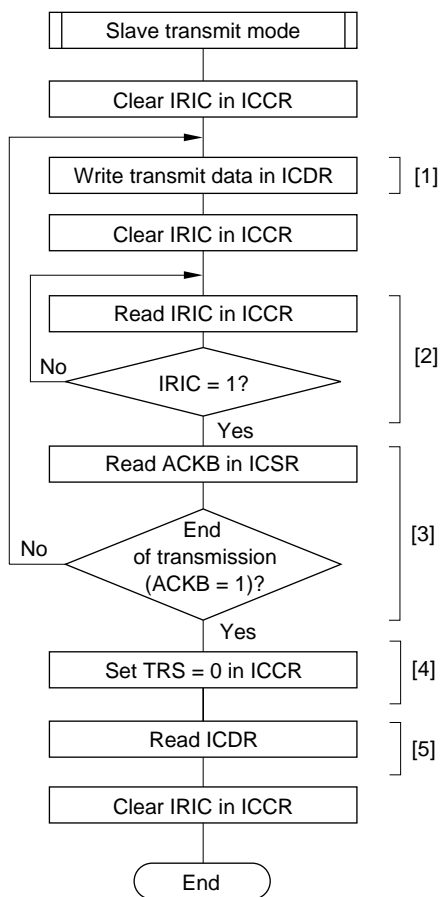 Slave transmit mode
Clear IRIC in ICCR
Write transmit data in ICDR
[1]
Clear IRIC in ICCR
Read IRIC in ICCR
[2]
No
IRIC = 1?
Yes
Read ACKB in ICSR
[3]
End
No
of transmission
(ACKB = 1)?
Yes
Set TRS = 0 in ICCR
[4]
Read ICDR
[5]
Clear IRIC in ICCR
End